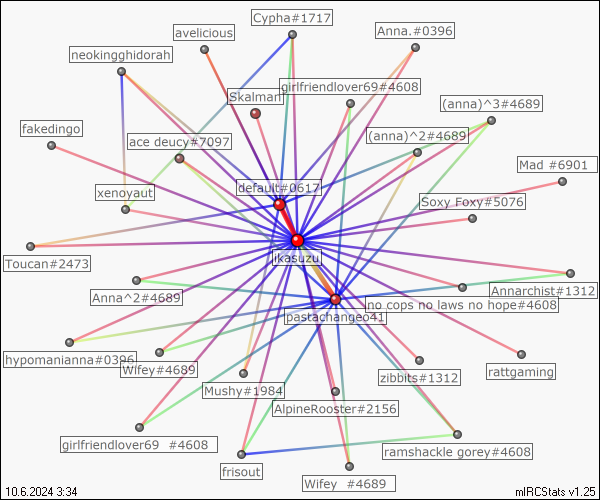 Cypha#1717
avelicious
Anna.#0396
neokingghidorah
girlfriendlover69#4608
Skalman
(anna)^3#4689
fakedingo
ace deucy#7097
(anna)^2#4689
Mad #6901
default#0617
xenoyaut
Soxy Foxy#5076
likasuzu
Toucan#2473
Annarchist#1312
Anna^2#4689
no cops no laws no hope#4608
pastachangeo41
hypomanianna#0396
Wifey#4689
zibbits#1312
rattgaming
Mushy#1984
AlpineRooster#2156
girlfriendlover69 #4608
ramshackle gorey#4608
frisout
Wifey #4689
10.6.2024 3:34
mIRCStats v1.25